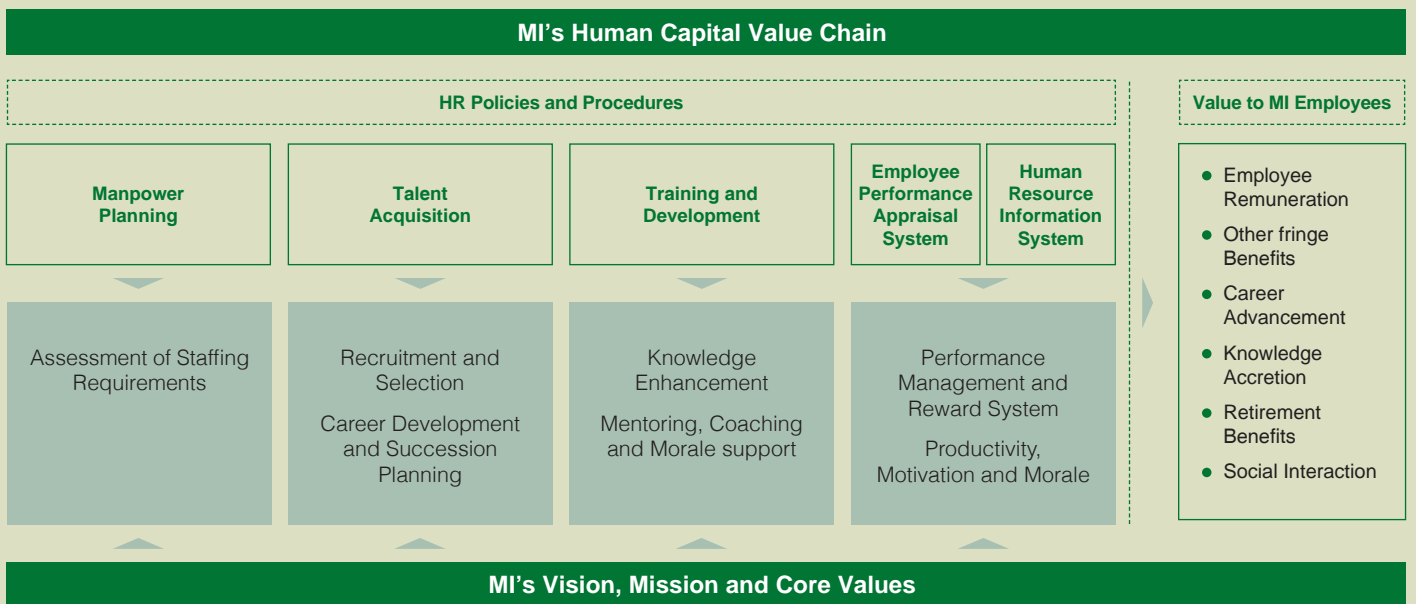 MI’s Human Capital Value Chain
HR Policies and Procedures
Manpower
Planning
Talent
Acquisition
Training and
Development
Employee
Performance
Appraisal
System
Human
Resource
Information
System
Assessment of Staffing
Requirements
Recruitment and
Selection
Career Development
and Succession
Planning
Knowledge
Enhancement
Mentoring, Coaching
and Morale support
Performance
Management and
Reward System
Productivity,
Motivation and Morale
Value to MI Employees
Employee
Remuneration
Other fringe
Benefits
Career
Advancement
Knowledge
Accretion
Retirement
Benefits
Social Interaction
MI’s Vision, Mission and Core Values